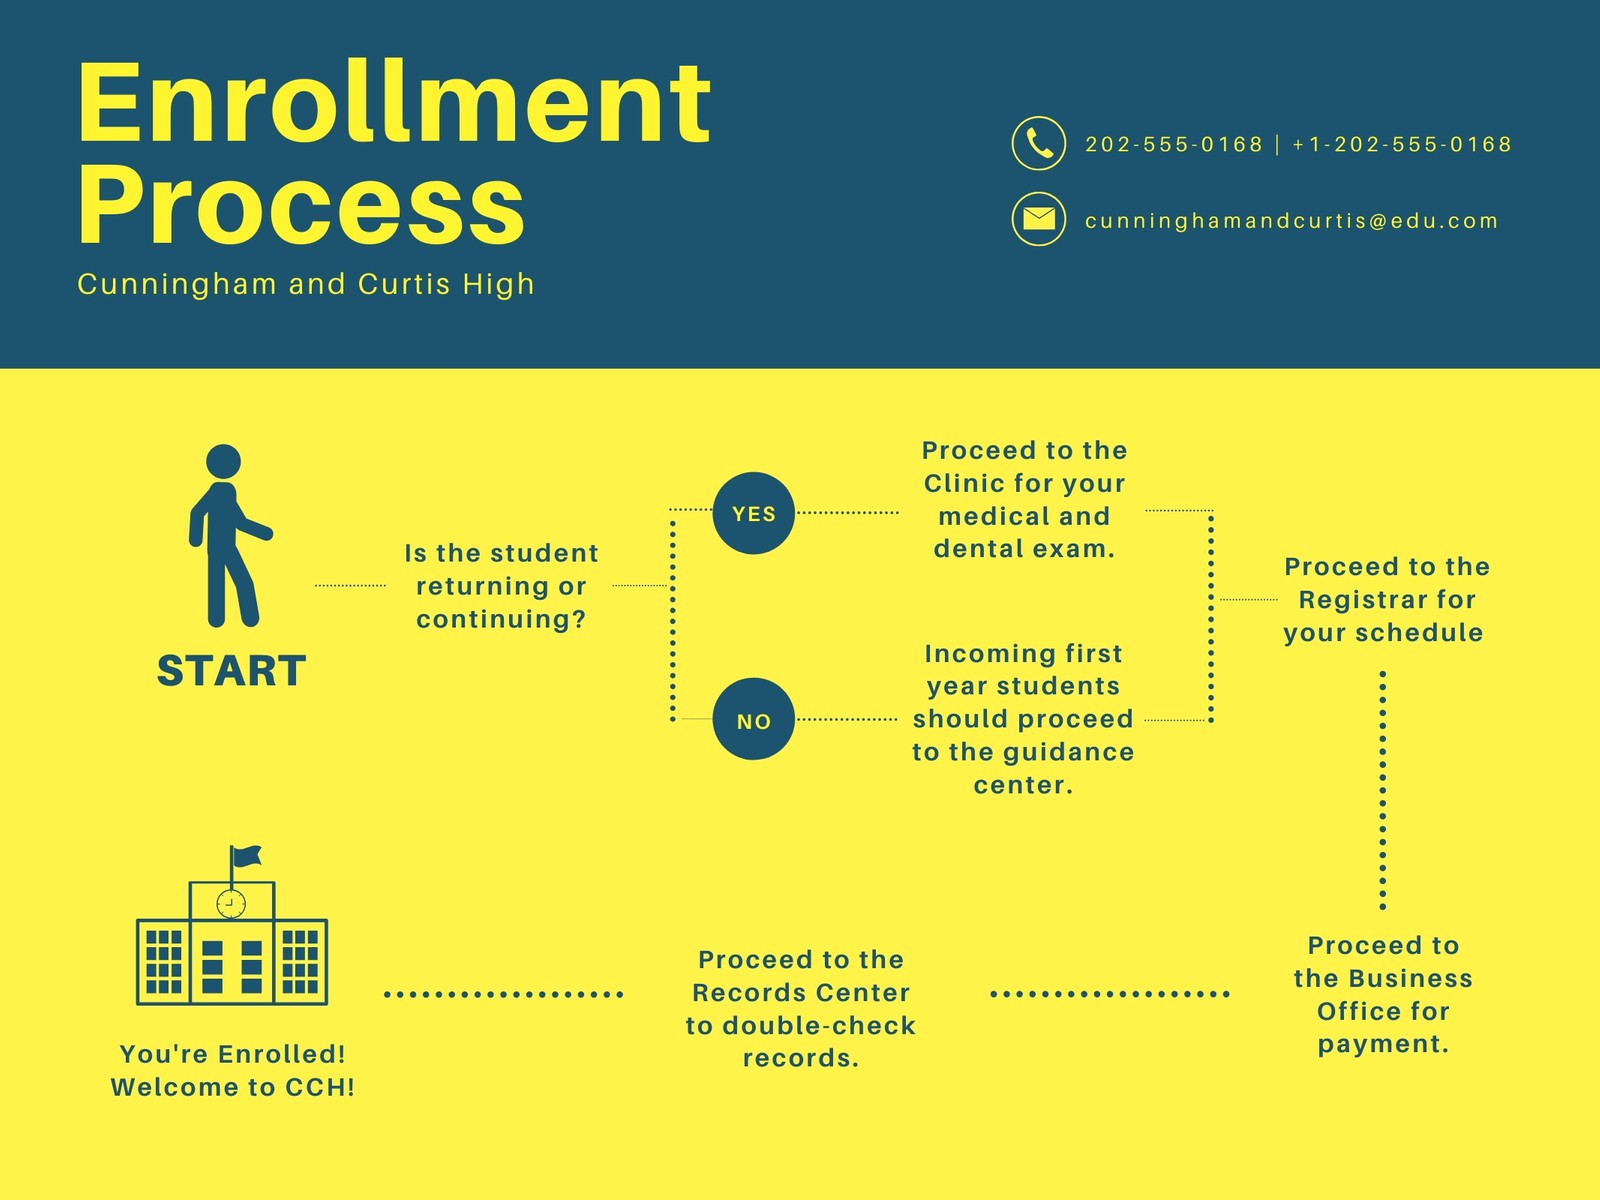 Enrollment
Process
Cunningham and Curtis High
202-555-0168 | +1-202-555-0168
cunninghamandcurtis@edu.com
START
Is the student
returning or
continuing?
YES
Proceed to the
Clinic for your
medical and
dental exam.
NO
Incoming first
year students
should proceed
to the guidance
center.
Proceed to the
Registrar for
your schedule
Proceed to
the Business
Office for
payment.
Proceed to the
Records Center
to double-check
records.
You're Enrolled!
Welcome to CCH!